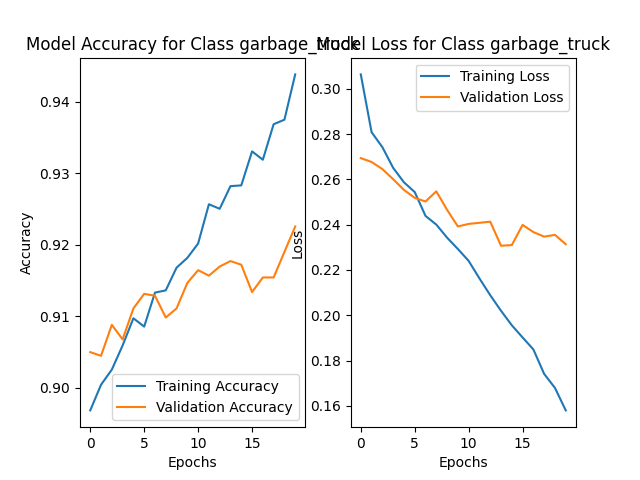 Model Accuracy for Class garbage_truck
Accuracy
0.94
0.93
0.92
0.91
0.90
Training Accuracy
Validation Accuracy
0 5 10 15
Epochs
Model Loss for Class garbage_truck
Loss
0.30
0.28
0.26
0.24
0.22
0.20
0.18
0.16
Training Loss
Validation Loss
0 5 10 15
Epochs